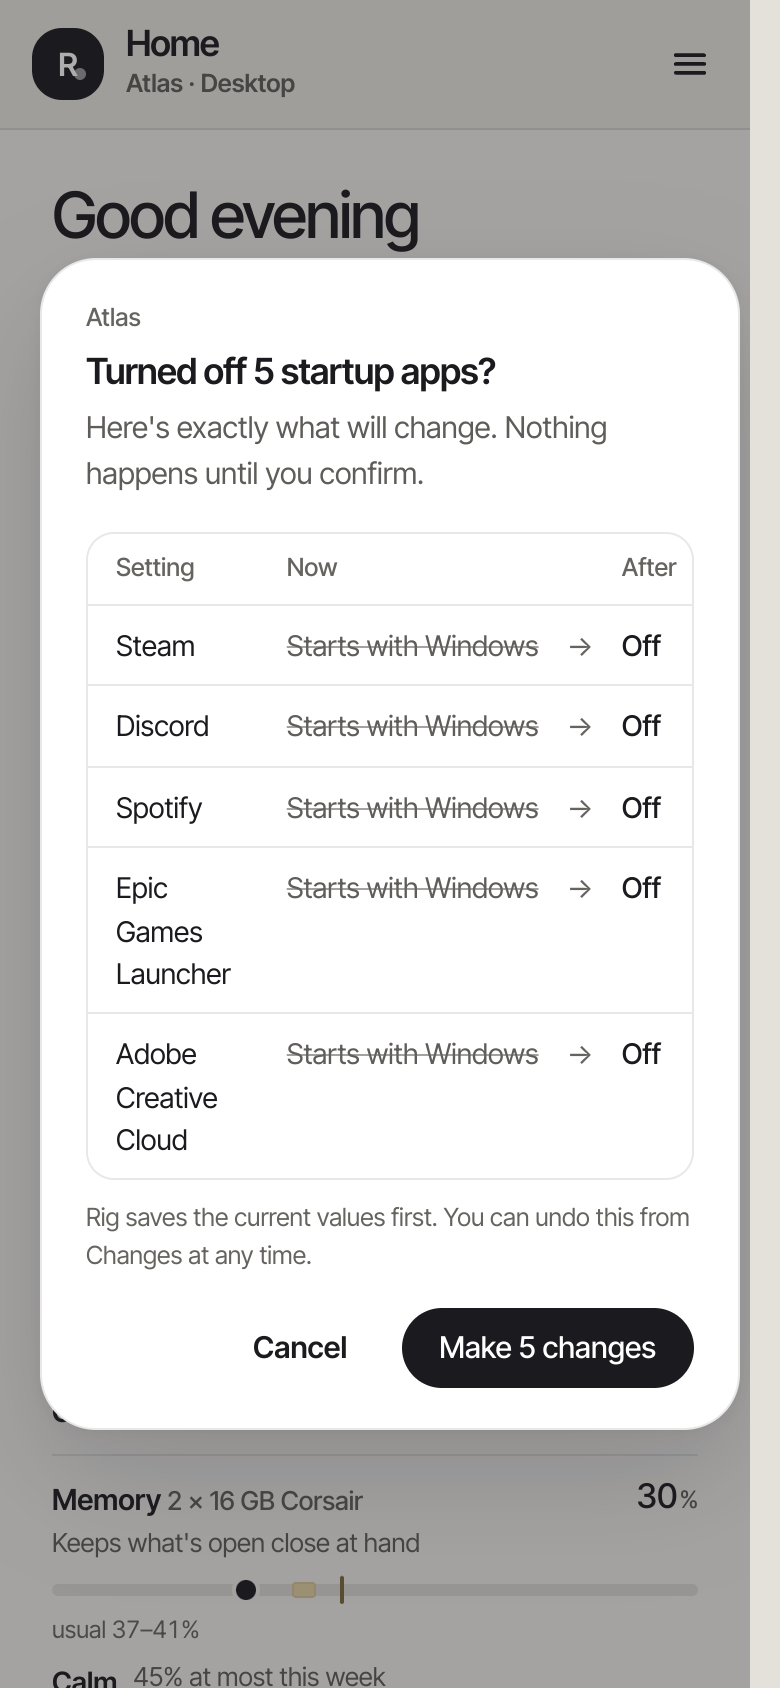 R
Home
Atlas · Desktop
Good evening
Atlas
Turned off 5 startup apps?
Here's exactly what will change. Nothing
happens until you confirm.
Setting Now After
Steam Starts with Windows → Off
Discord Starts with Windows → Off
Spotify Starts with Windows → Off
Epic Starts with Windows → Off
Games
Launcher
Adobe Starts with Windows → Off
Creative
Cloud
Rig saves the current values first. You can undo this from
Changes at any time.
Cancel Make 5 changes
Memory 2 × 16 GB Corsair 30%
Keeps what's open close at hand
usual 37–41%
Calm 45% at most this week